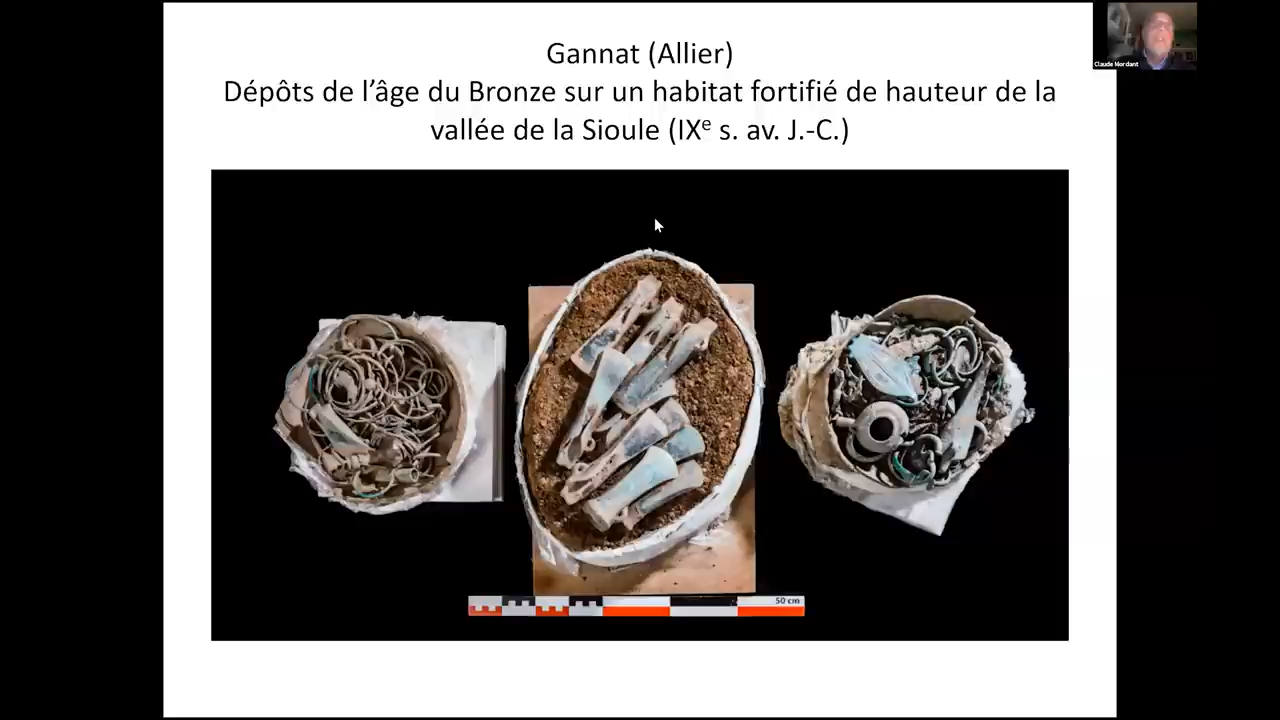 Gannat (Allier)
Dépôts de l’âge du Bronze sur un habitat fortifié de hauteur de la
vallée de la Sioule (IXe s. av. J.-C.)
Claude Mordant
50 cm